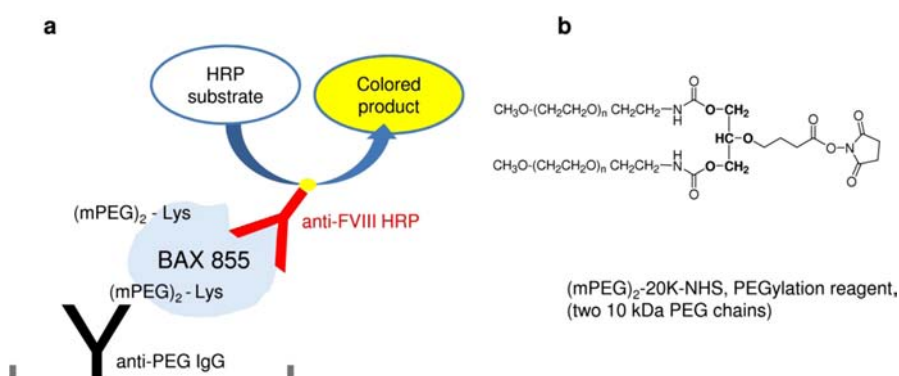 a
HRP
substrate
Colored
product
(mPEG)₂ - Lys
anti-FVIII HRP
BAX 855
(mPEG)₂ - Lys
anti-PEG IgG
b
O
CH₃O-(CH₂CH₂O)ₙ CH₂CH₂-N O-CH₂
H
HC-O O-N
O O O
CH₃O-(CH₂CH₂O)ₙ CH₂CH₂-N O-CH₂
H
O O
(mPEG)₂-20K-NHS, PEGylation reagent,
(two 10 kDa PEG chains)